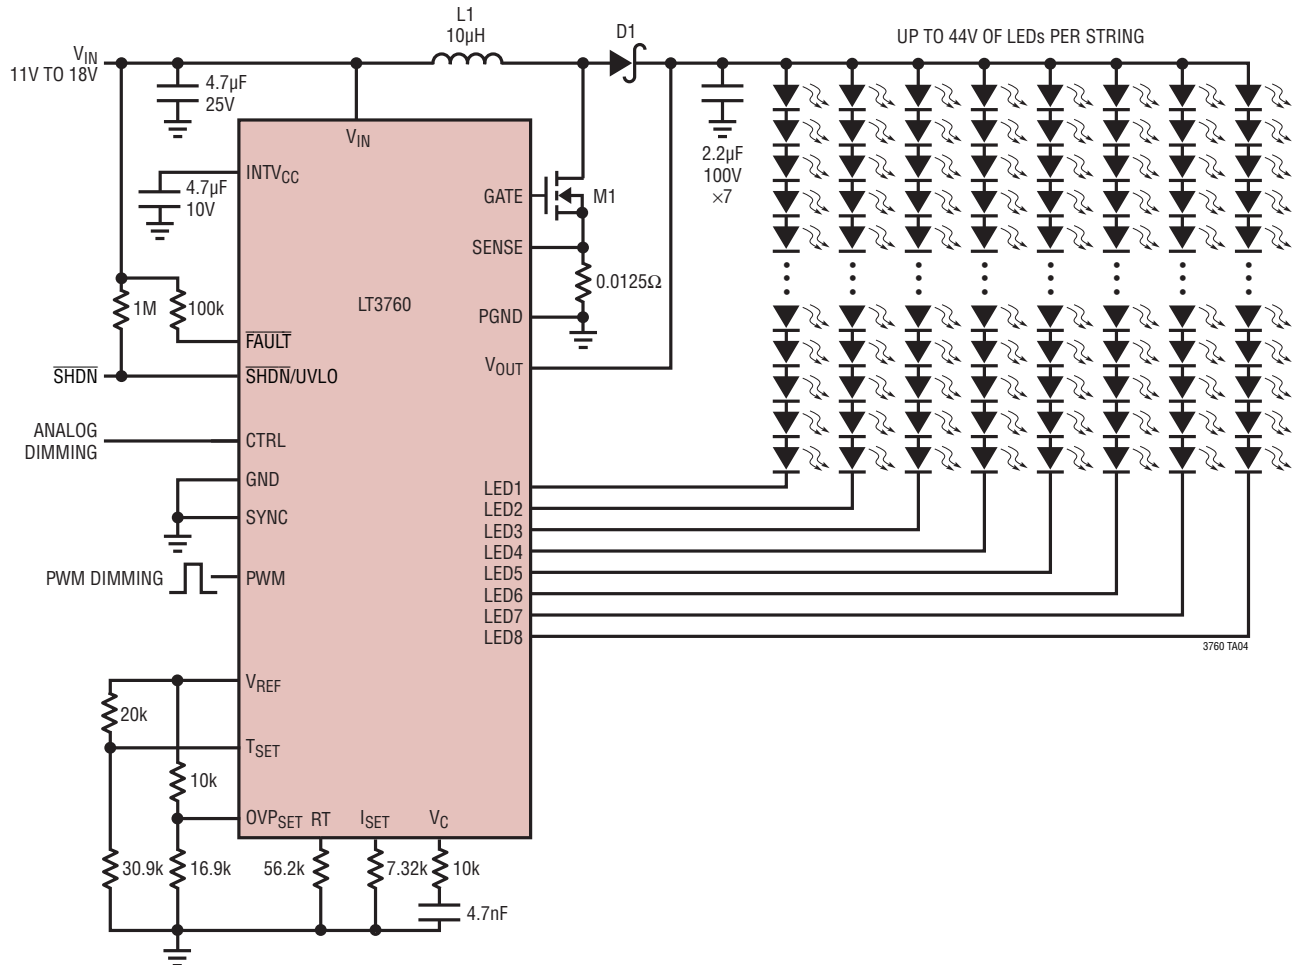 L1
10µH
D1
UP TO 44V OF LEDs PER STRING
VIN
11V TO 18V
4.7µF
25V
VIN
2.2µF
100V
×7
INTVCC
4.7µF
10V
GATE
M1
SENSE
0.0125Ω
1M
100k
LT3760
PGND
FAULT
VOUT
SHDN
SHDN/UVLO
ANALOG
DIMMING
CTRL
GND
SYNC
LED1
LED2
LED3
LED4
LED5
LED6
LED7
LED8
PWM DIMMING
PWM
3760 TA04
VREF
20k
TSET
10k
OVPSET
RT
ISET
VC
30.9k
16.9k
56.2k
7.32k
10k
4.7nF